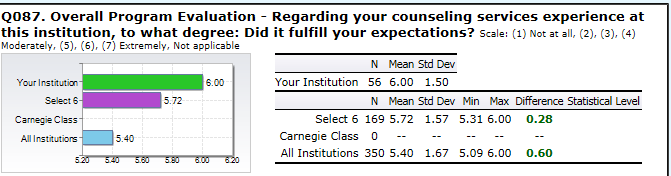 Q087. Overall Program Evaluation - Regarding your counseling services experience at
this institution, to what degree: Did it fulfill your expectations? Scale: (1) Not at all, (2), (3), (4)
Moderately, (5), (6), (7) Extremely, Not applicable
Your Institution 6.00
Select 6 5.72
Carnegie Class
All Institutions 5.40
5.20 5.40 5.60 5.80 6.00 6.20
N Mean Std Dev
Your Institution 56 6.00 1.50
N Mean Std Dev Min Max Difference Statistical Level
Select 6 169 5.72 1.57 5.31 6.00 0.28
Carnegie Class 0 -- -- -- -- --
All Institutions 350 5.40 1.67 5.09 6.00 0.60